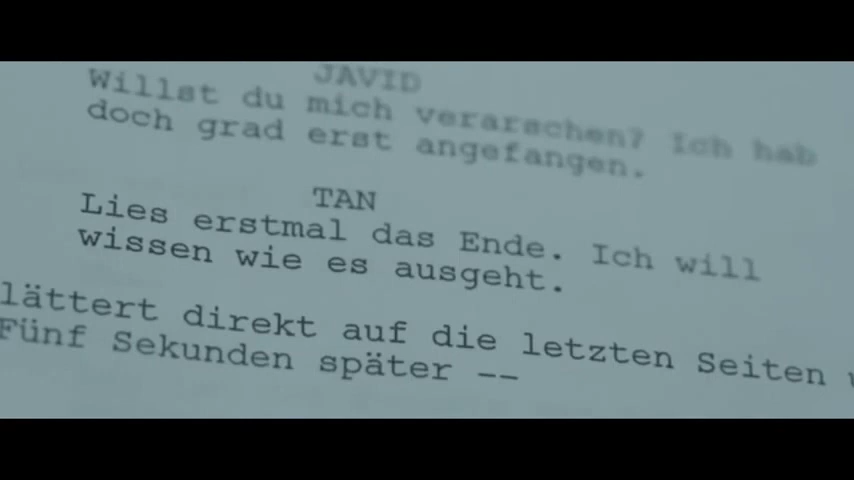 JAVID
Willst du mich verarschen? Ich hab
doch grad erst angefangen.
TAN
Lies erstmal das Ende. Ich will
wissen wie es ausgeht.
lättert direkt auf die letzten Seiten
Fünf Sekunden später --